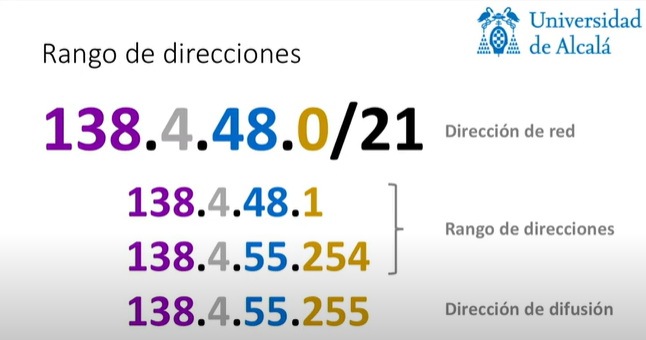 Universidad
de Alcalá
Rango de direcciones
138.4.48.0/21 Dirección de red
138.4.48.1
Rango de direcciones
138.4.55.254
138.4.55.255 Dirección de difusión